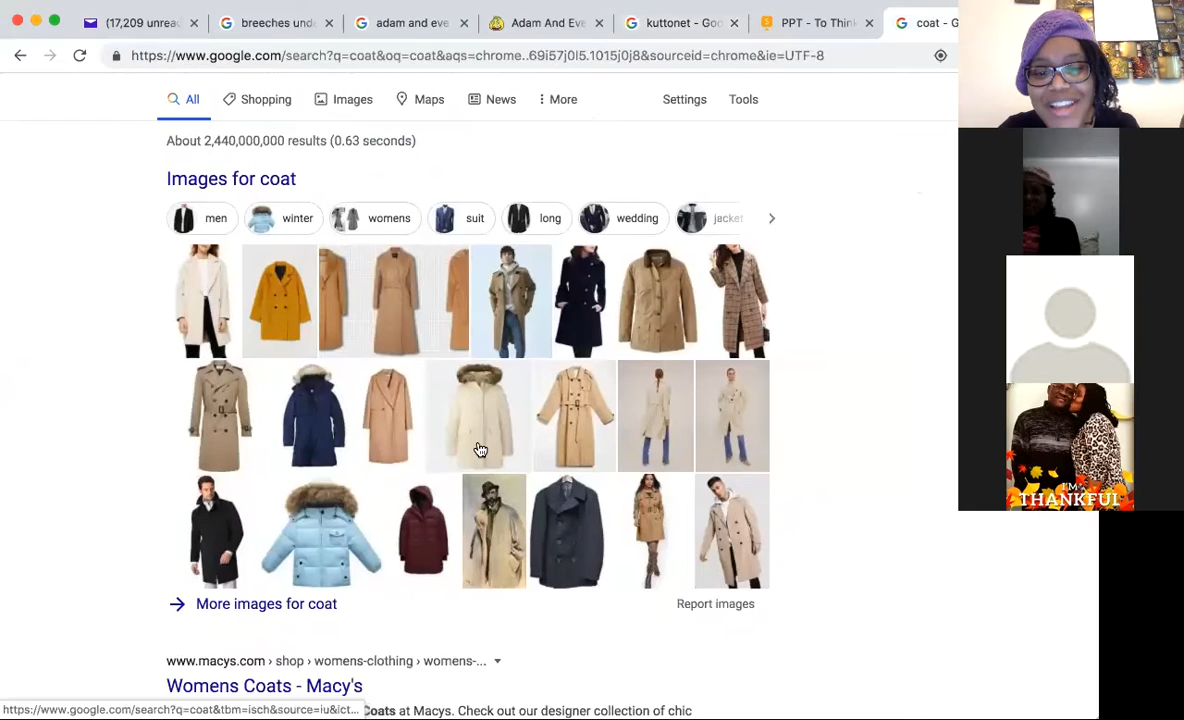 (17,209 unrea
breeches und
adam and eve
Adam And Eve
kuttonet - Goo
PPT - To Think
coat - G
https://www.google.com/search?q=coat&oq=coat&aqs=chrome..69i57j0l5.1015j0j8&sourceid=chrome&ie=UTF-8
All
Shopping
Images
Maps
News
More
Settings
Tools
About 2,440,000,000 results (0.63 seconds)
Images for coat
men
winter
womens
suit
long
wedding
jacket
More images for coat
Report images
www.macys.com › shop › womens-clothing › womens-...
Womens Coats - Macy's
https://www.google.com/search?q=coat&tbm=isch&source=iu&ict...
Coats at Macys. Check out our designer collection of chic
I'M
THANKFUL